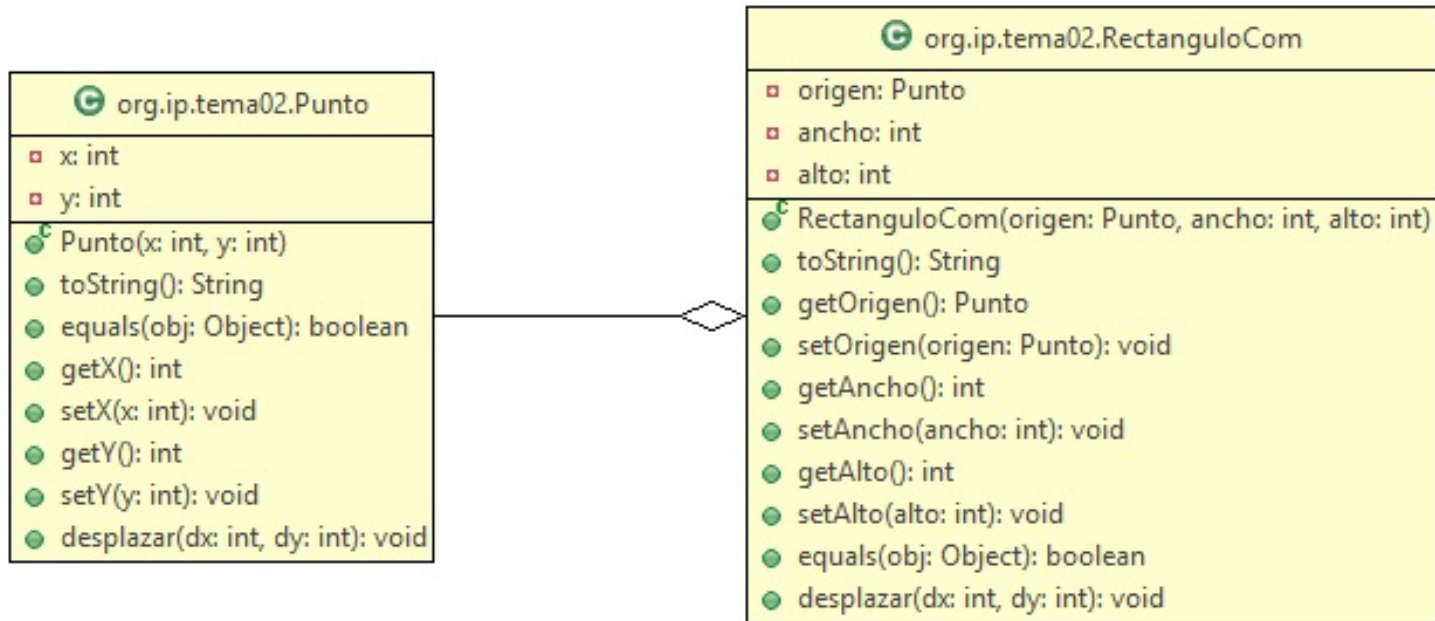 org.ip.tema02.Punto
x: int
y: int
Punto(x: int, y: int)
toString(): String
equals(obj: Object): boolean
getX(): int
setX(x: int): void
getY(): int
setY(y: int): void
desplazar(dx: int, dy: int): void
org.ip.tema02.RectanguloCom
origen: Punto
ancho: int
alto: int
RectanguloCom(origen: Punto, ancho: int, alto: int)
toString(): String
getOrigen(): Punto
setOrigen(origen: Punto): void
getAncho(): int
setAncho(ancho: int): void
getAlto(): int
setAlto(alto: int): void
equals(obj: Object): boolean
desplazar(dx: int, dy: int): void